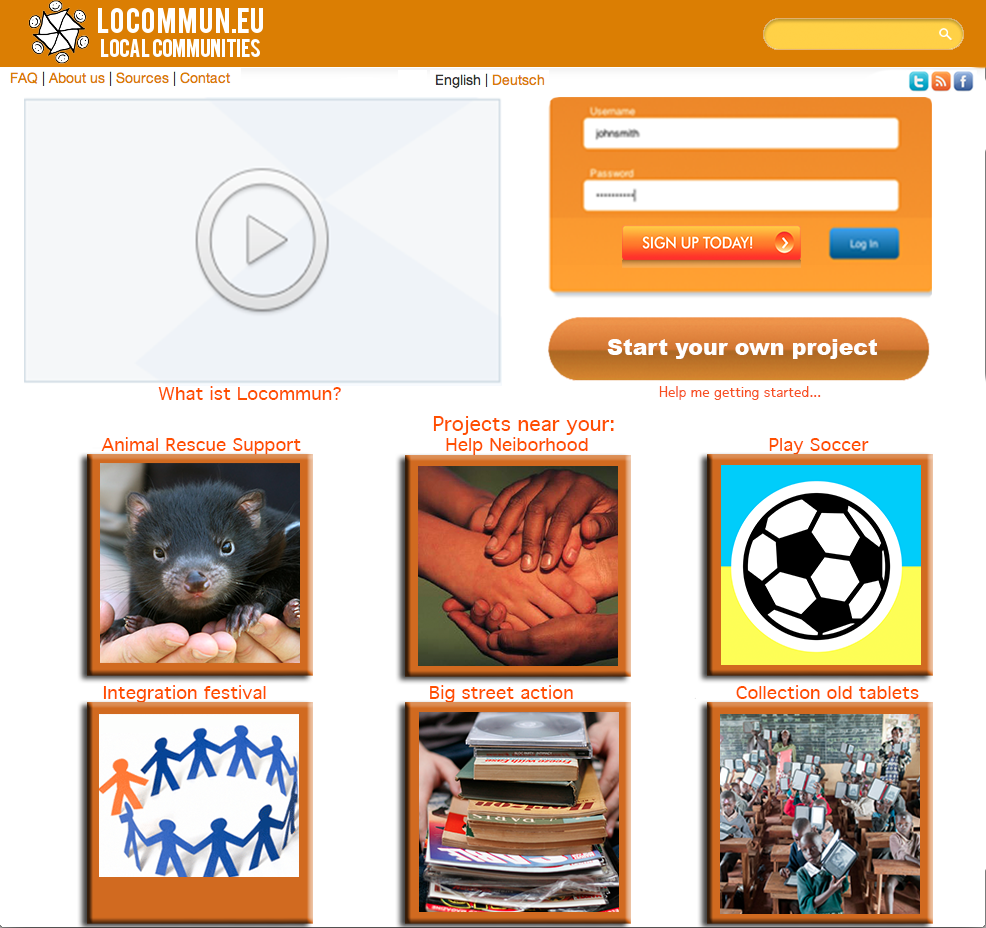 LOCOMMUN.EU
LOCAL COMMUNITIES
FAQ | About us | Sources | Contact
English | Deutsch
Username
johnsmith
Password
SIGN UP TODAY!
Log In
Start your own project
What ist Locommun?
Help me getting started...
Projects near your:
Animal Rescue Support
Help Neiborhood
Play Soccer
Integration festival
Big street action
Collection old tablets